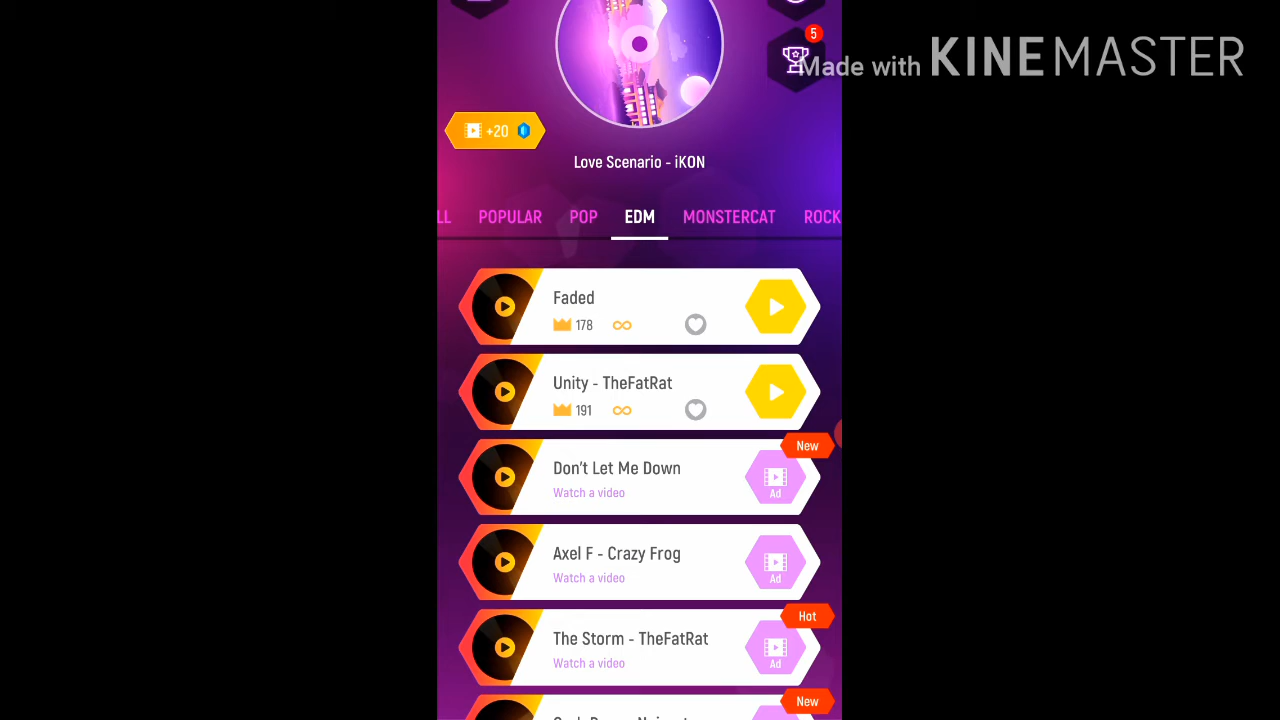 5
Made with KINEMASTER
+20
Love Scenario - iKON
LL POPULAR POP EDM MONSTERCAT ROCK
Faded
178
Unity - TheFatRat
191
New
Don't Let Me Down
Watch a video
Ad
Axel F - Crazy Frog
Watch a video
Ad
Hot
The Storm - TheFatRat
Watch a video
Ad
New